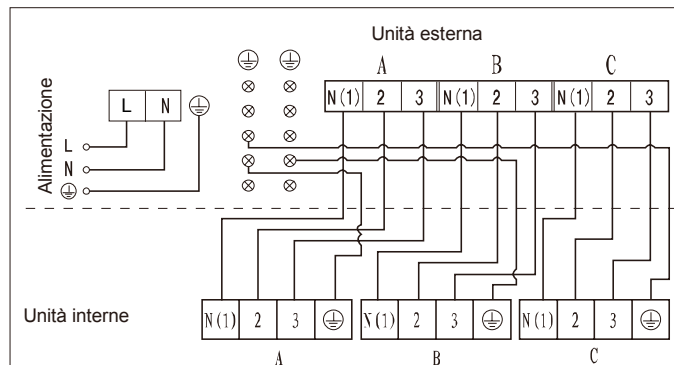 Unità esterna
A B C
N(1) 2 3 N(1) 2 3 N(1) 2 3
Alimentazione
L N
L
N
Unità interne
N(1) 2 3 N(1) 2 3 N(1) 2 3
A B C